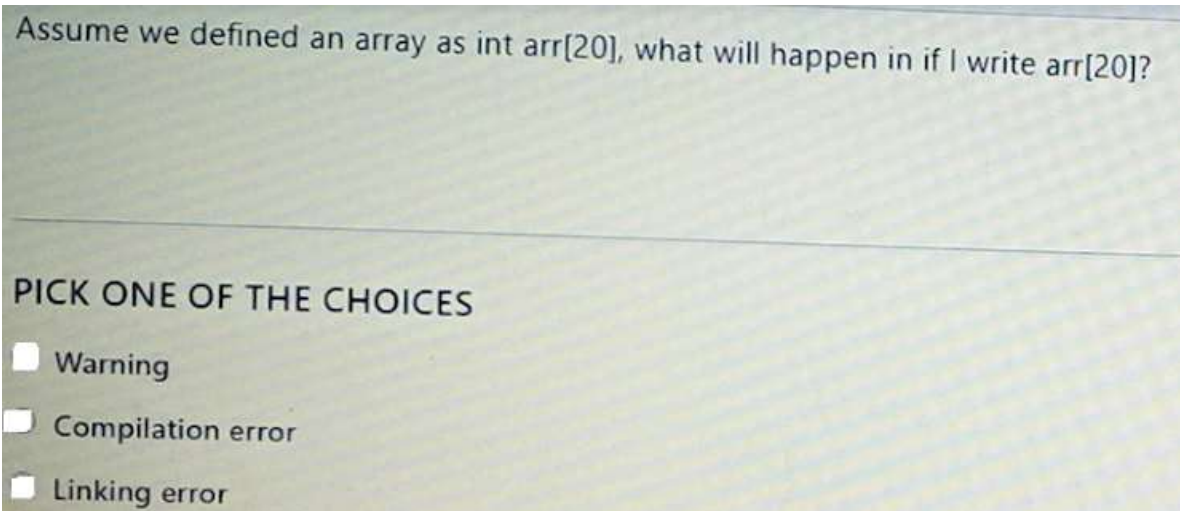 Assume we defined an array as int arr[20], what will happen in if I write arr[20]?
PICK ONE OF THE CHOICES
Warning
Compilation error
Linking error